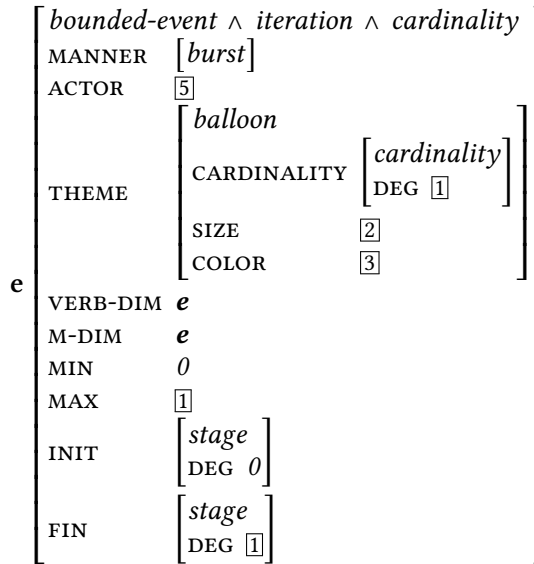 bounded-event ∧ iteration ∧ cardinality
MANNER [burst]
ACTOR 5
balloon
cardinality
CARDINALITY
DEG 1
THEME
SIZE 2
COLOR 3
e
VERB-DIM e
M-DIM e
MIN 0
MAX 1
stage
INIT
DEG 0
stage
FIN
DEG 1